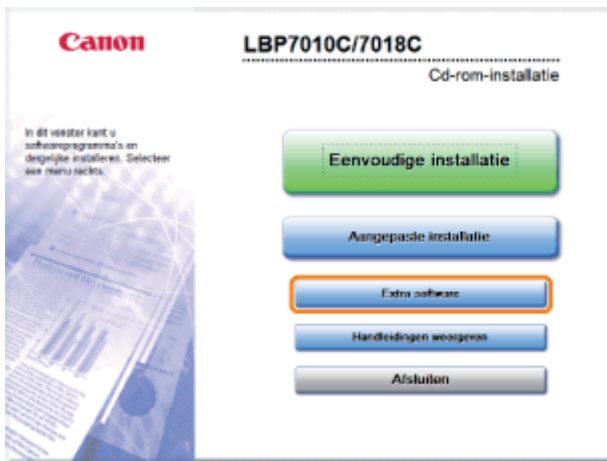 Canon
LBP7010C/7018C
Cd-rom-installatie
In dit venster kunt u
softwareprogramma's en
dergelijke installeren. Selecteer
een menu rechts.
Eenvoudige installatie
Aangepaste installatie
Extra software
Handleidingen weergeven
Afsluiten